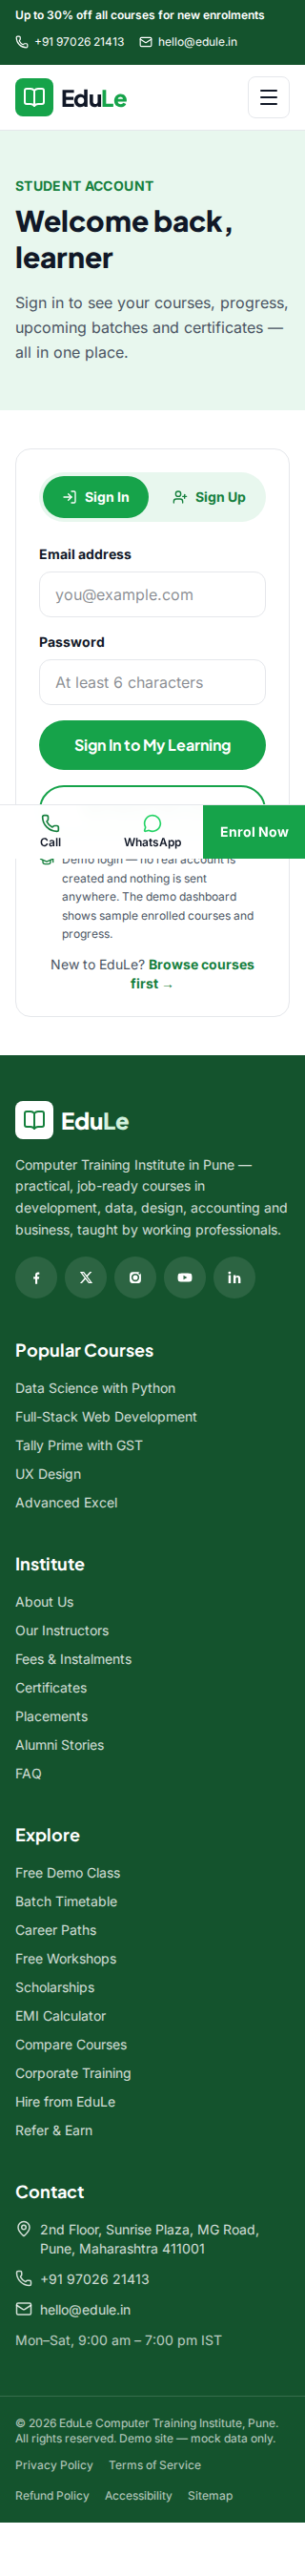 Up to 30% off all courses for new enrolments
+91 97026 21413 hello@edule.in
EduLe
STUDENT ACCOUNT
Welcome back,
learner
Sign in to see your courses, progress,
upcoming batches and certificates —
all in one place.
Sign In Sign Up
Email address
you@example.com
Password
At least 6 characters
Sign In to My Learning
Call WhatsApp Enrol Now
Demo login — no real account is
created and nothing is sent
anywhere. The demo dashboard
shows sample enrolled courses and
progress.
New to EduLe? Browse courses
first →
EduLe
Computer Training Institute in Pune —
practical, job-ready courses in
development, data, design, accounting and
business, taught by working professionals.
Popular Courses
Data Science with Python
Full-Stack Web Development
Tally Prime with GST
UX Design
Advanced Excel
Institute
About Us
Our Instructors
Fees & Instalments
Certificates
Placements
Alumni Stories
FAQ
Explore
Free Demo Class
Batch Timetable
Career Paths
Free Workshops
Scholarships
EMI Calculator
Compare Courses
Corporate Training
Hire from EduLe
Refer & Earn
Contact
2nd Floor, Sunrise Plaza, MG Road,
Pune, Maharashtra 411001
+91 97026 21413
hello@edule.in
Mon–Sat, 9:00 am – 7:00 pm IST
© 2026 EduLe Computer Training Institute, Pune.
All rights reserved. Demo site — mock data only.
Privacy Policy Terms of Service
Refund Policy Accessibility Sitemap